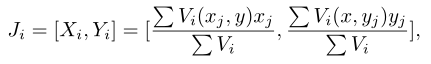 $J_i = [X_i, Y_i] = [\frac{\sum V_i(x_j, y)x_j}{\sum V_i}, \frac{\sum V_i(x, y_j)y_j}{\sum V_i}],$